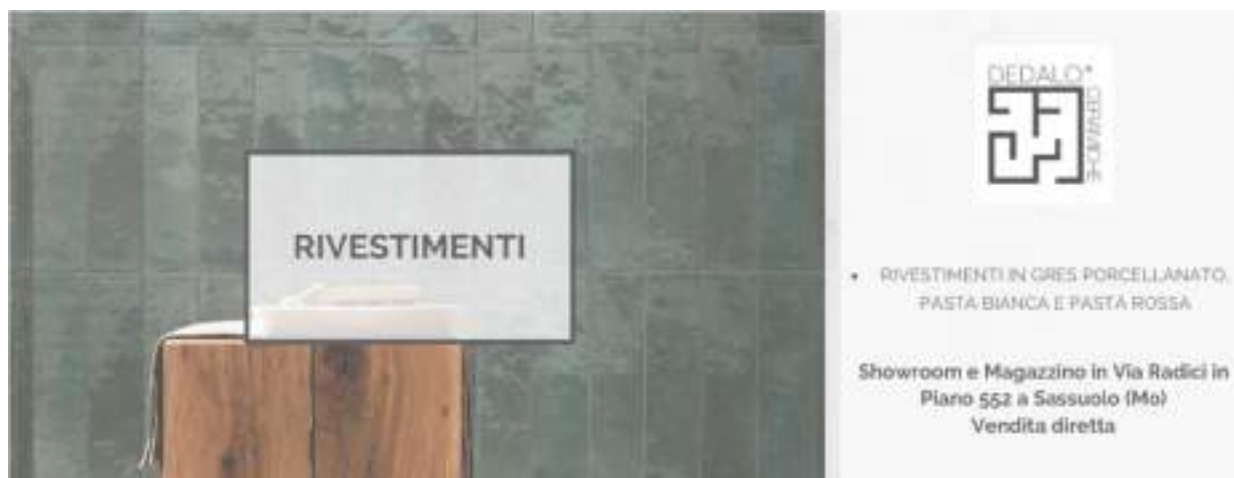 RIVESTIMENTI
DEDALO*
CERAMICHE
• RIVESTIMENTI IN GRES PORCELLANATO,
PASTA BIANCA E PASTA ROSSA
Showroom e Magazzino in Via Radici in
Piano 552 a Sassuolo (Mo)
Vendita diretta